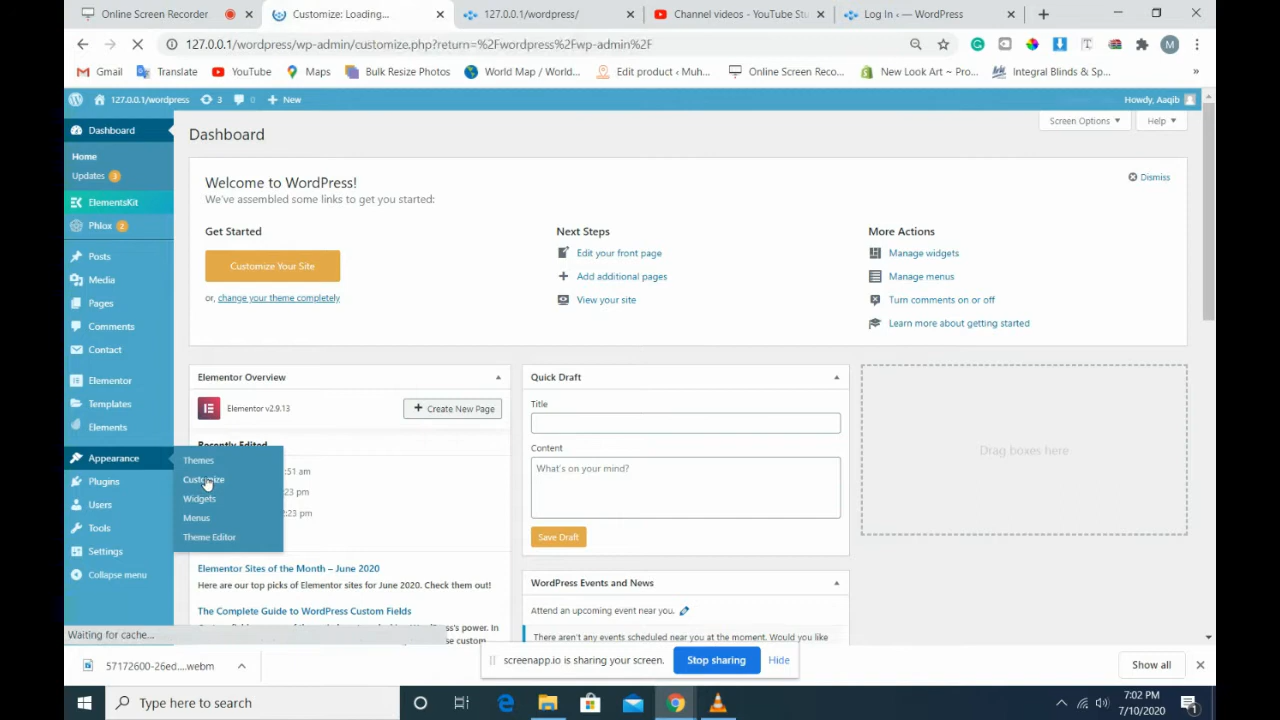 Online Screen Recorder
Customize: Loading...
127.0.0.1/wordpress/
Channel videos - YouTube Stu
Log In ‹ — WordPress
127.0.0.1/wordpress/wp-admin/customize.php?return=%2Fwordpress%2Fwp-admin%2F
M
Gmail
Translate
YouTube
Maps
Bulk Resize Photos
World Map / World...
Edit product ‹ Muh...
Online Screen Reco...
New Look Art ~ Pro...
Integral Blinds & Sp...
»
127.0.0.1/wordpress
3
0
New
Howdy, Aaqib
Dashboard
Home
Updates 3
ElementsKit
Phlox 2
Posts
Media
Pages
Comments
Contact
Elementor
Templates
Elements
Appearance
Plugins
Users
Tools
Settings
Collapse menu
Themes
Customize
Widgets
Menus
Theme Editor
Dashboard
Screen Options
Help
Welcome to WordPress!
We've assembled some links to get you started:
Dismiss
Get Started
Customize Your Site
or, change your theme completely
Next Steps
Edit your front page
Add additional pages
View your site
More Actions
Manage widgets
Manage menus
Turn comments on or off
Learn more about getting started
Elementor Overview
Elementor v2.9.13
Create New Page
Recently Edited
:51 am
:23 pm
2:23 pm
Elementor Sites of the Month – June 2020
Here are our top picks of Elementor sites for June 2020. Check them out!
The Complete Guide to WordPress Custom Fields
Quick Draft
Title
Content
What's on your mind?
Save Draft
WordPress Events and News
Attend an upcoming event near you.
There aren't any events scheduled near you at the moment. Would you like
Drag boxes here
Waiting for cache...
57172600-26ed....webm
screenapp.io is sharing your screen.
Stop sharing
Hide
Show all
Type here to search
7:02 PM
7/10/2020
1